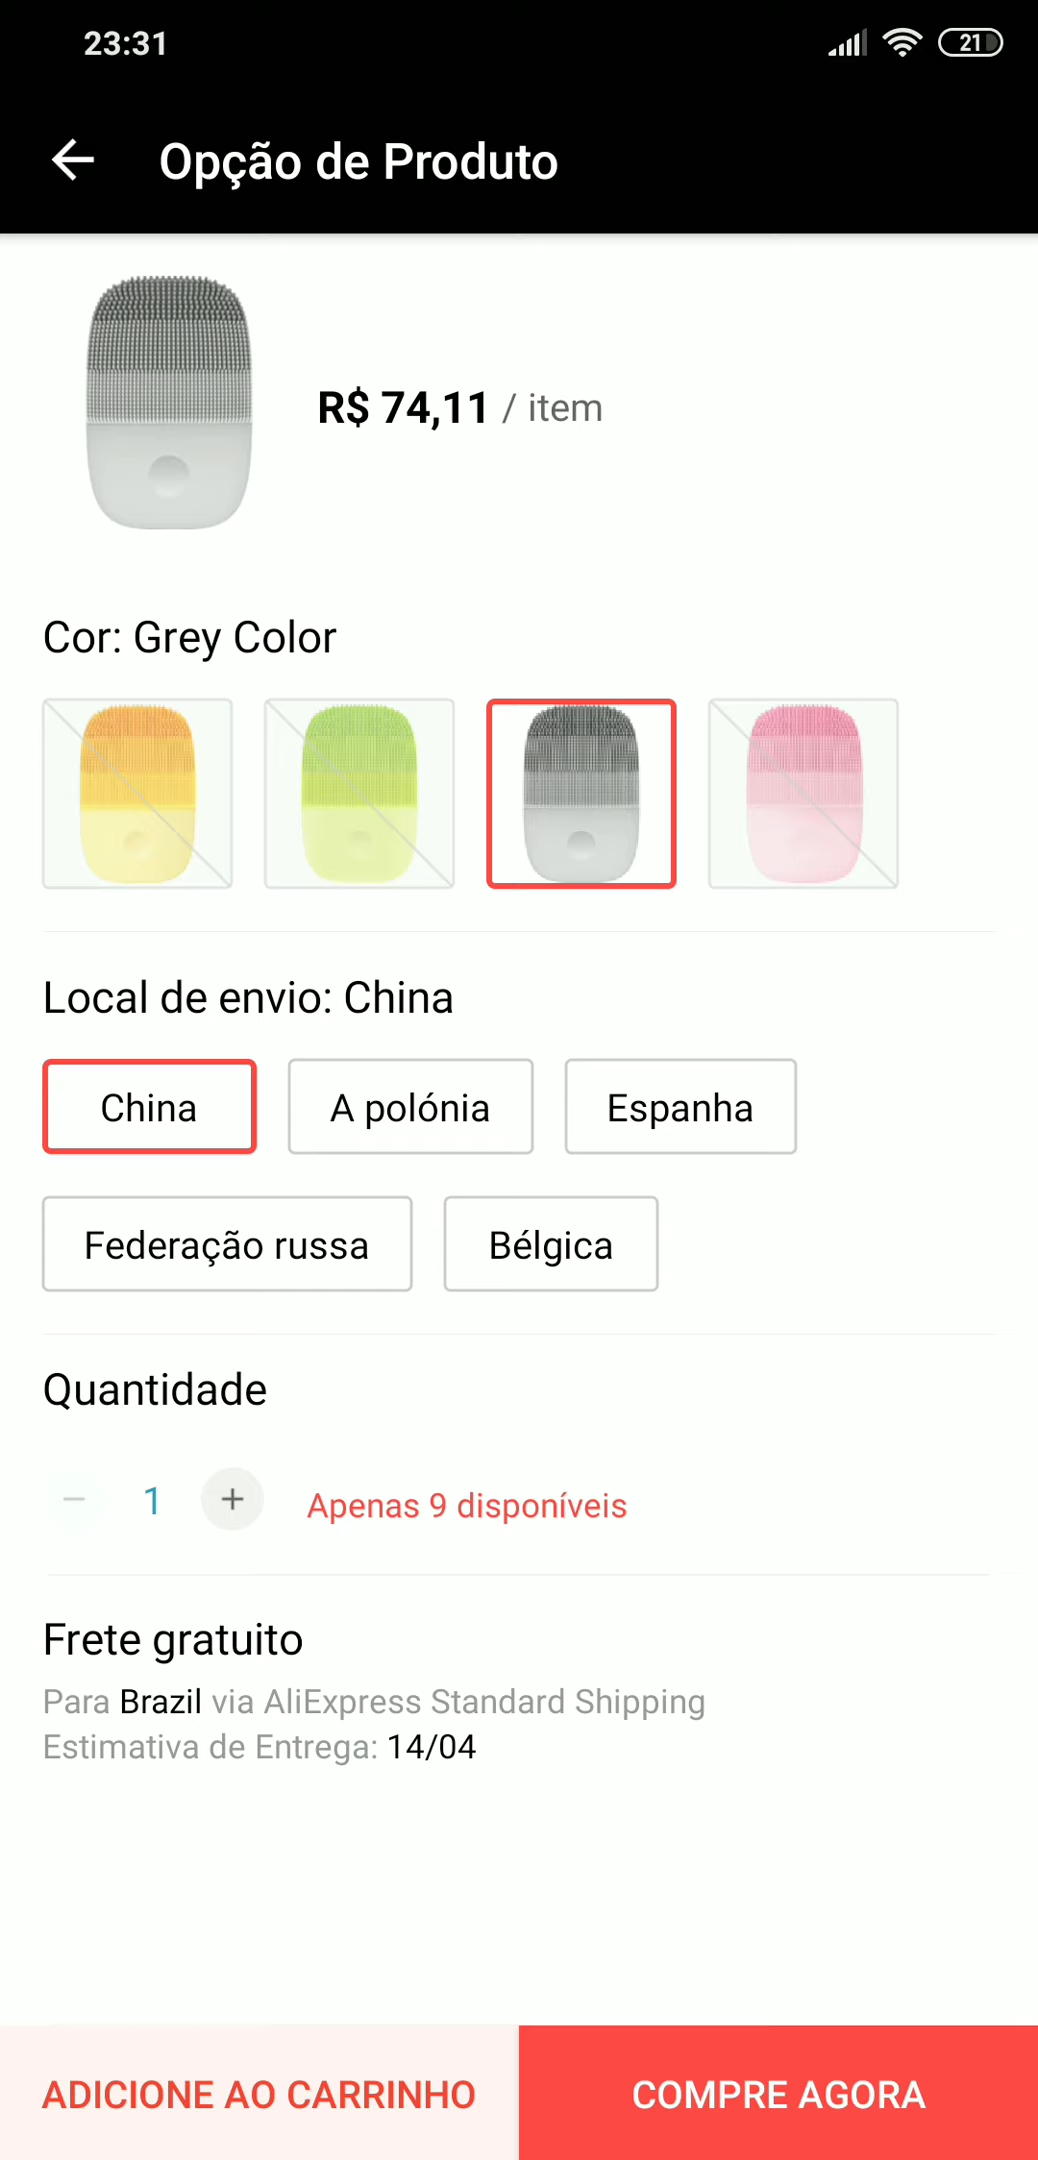 23:31
21
Opção de Produto
R$ 74,11 / item
Cor: Grey Color
Local de envio: China
China
A polónia
Espanha
Federação russa
Bélgica
Quantidade
− 1 + Apenas 9 disponíveis
Frete gratuito
Para Brazil via AliExpress Standard Shipping
Estimativa de Entrega: 14/04
ADICIONE AO CARRINHO
COMPRE AGORA